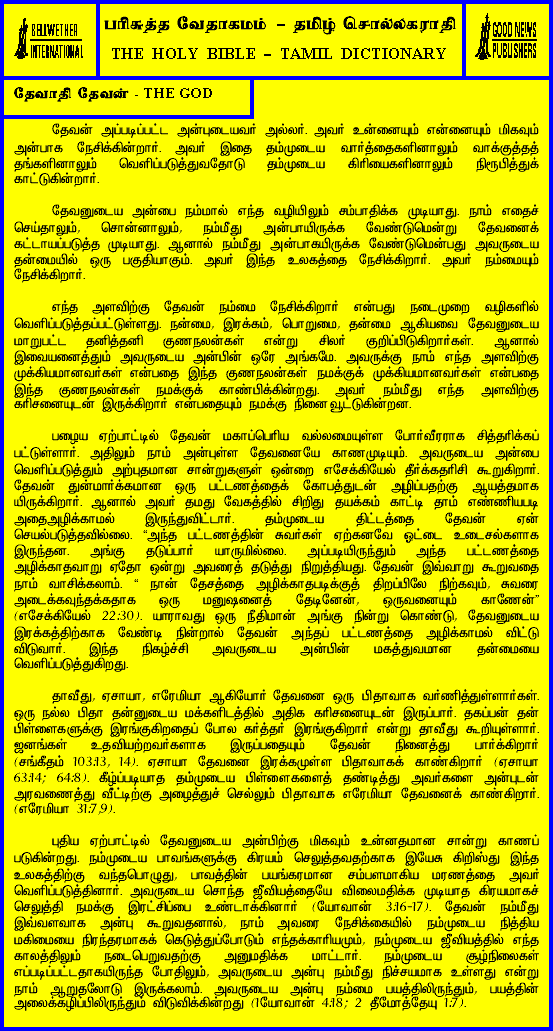 BELLWETHER
INTERNATIONAL
பரிசுத்த வேதாகமம் – தமிழ் சொல்லகராதி
THE HOLY BIBLE – TAMIL DICTIONARY
GOOD NEWS
PUBLISHERS
தேவாதி தேவன் - THE GOD
தேவன் அப்படிப்பட்ட அன்புடையவர் அல்லர். அவர் உன்னையும் என்னையும் மிகவும்
அன்பாக நேசிக்கின்றார். அவர் இதை தம்முடைய வார்த்தைகளினாலும் வாக்குத்தத்
தங்களினாலும் வெளிப்படுத்துவதோடு தம்முடைய கிரியைகளினாலும் நிரூபித்துக்
காட்டுகின்றார்.
தேவனுடைய அன்பை நம்மால் எந்த வழியிலும் சம்பாதிக்க முடியாது. நாம் எதைச்
செய்தாலும், சொன்னாலும், நம்மீது அன்பாயிருக்க வேண்டுமென்று தேவனைக்
கட்டாயப்படுத்த முடியாது. ஆனால் நம்மீது அன்பாகயிருக்க வேண்டுமென்பது அவருடைய
தன்மையில் ஒரு பகுதியாகும். அவர் இந்த உலகத்தை நேசிக்கிறார். அவர் நம்மையும்
நேசிக்கிறார்.
எந்த அளவிற்கு தேவன் நம்மை நேசிக்கிறார் என்பது நடைமுறை வழிகளில்
வெளிப்படுத்தப்பட்டுள்ளது. நன்மை, இரக்கம், பொறுமை, தன்மை ஆகியவை தேவனுடைய
மாறுபட்ட தனித்தனி குணநலன்கள் என்று சிலர் குறிப்பிடுகிறார்கள். ஆனால்
இவையனைத்தும் அவருடைய அன்பின் ஒரே அங்கமே. அவருக்கு நாம் எந்த அளவிற்கு
முக்கியமானவர்கள் என்பதை இந்த குணநலன்கள் நமக்குக் முக்கியமானவர்கள் என்பதை
இந்த குணநலன்கள் நமக்குக் காண்பிக்கின்றது. அவர் நம்மீது எந்த அளவிற்கு
கரிசனையுடன் இருக்கிறார் என்பதையும் நமக்கு நினைவூட்டுகின்றன.
பழைய ஏற்பாட்டில் தேவன் மகாப்பெரிய வல்லமையுள்ள போர்வீரராக சித்தரிக்கப்
பட்டுள்ளார். அதிலும் நாம் அன்புள்ள தேவனையே காணமுடியும். அவருடைய அன்பை
வெளிப்படுத்தும் அற்புதமான சான்றுகளுள் ஒன்றை எசேக்கியேல் தீர்க்கதரிசி கூறுகிறார்.
தேவன் துன்மார்க்கமான ஒரு பட்டணத்தைக் கோபத்துடன் அழிப்பதற்கு ஆயத்தமாக
யிருக்கிறார். ஆனால் அவர் தமது வேகத்தில் சிறிது தயக்கம் காட்டி தாம் எண்ணியபடி
அதைஅழிக்காமல் இருந்துவிட்டார். தம்முடைய திட்டத்தை தேவன் ஏன்
செயல்படுத்தவில்லை. “அந்த பட்டணத்தின் சுவர்கள் ஏற்கனவே ஓட்டை உடைசல்களாக
இருந்தன. அங்கு தடுப்பார் யாருமில்லை. அப்படியிருந்தும் அந்த பட்டணத்தை
அழிக்காதவாறு ஏதோ ஒன்று அவரைத் தடுத்து நிறுத்தியது. தேவன் இவ்வாறு கூறுவதை
நாம் வாசிக்கலாம். “ நான் தேசத்தை அழிக்காதபடிக்குத் திறப்பிலே நிற்கவும், சுவரை
அடைக்கவுந்தக்கதாக ஒரு மனுஷனைத் தேடினேன், ஒருவனையும் காணேன்”
(எசேக்கியேல் 22:30). யாராவது ஒரு நீதிமான் அங்கு நின்று கொண்டு, தேவனுடைய
இரக்கத்திற்காக வேண்டி நின்றால் தேவன் அந்தப் பட்டணத்தை அழிக்காமல் விட்டு
விடுவார். இந்த நிகழ்ச்சி அவருடைய அன்பின் மகத்துவமான தன்மையை
வெளிப்படுத்துகிறது.
தாவீது, ஏசாயா, எரேமியா ஆகியோர் தேவனை ஒரு பிதாவாக வர்ணித்துள்ளார்கள்.
ஒரு நல்ல பிதா தன்னுடைய மக்களிடத்தில் அதிக கரிசனையுடன் இருப்பார். தகப்பன் தன்
பிள்ளைகளுக்கு இரங்குகிறதைப் போல கர்த்தர் இரங்குகிறார் என்று தாவீது கூறியுள்ளார்.
ஜனங்கள் உதவியற்றவர்களாக இருப்பதையும் தேவன் நினைத்து பார்க்கிறார்
(சங்கீதம் 103:13, 14). ஏசாயா தேவனை இரக்கமுள்ள பிதாவாகக் காண்கிறார் (ஏசாயா
63:14; 64:8). கீழ்ப்படியாத தம்முடைய பிள்ளைகளைத் தண்டித்து அவர்களை அன்புடன்
அரவணைத்து வீட்டிற்கு அழைத்துச் செல்லும் பிதாவாக எரேமியா தேவனைக் காண்கிறார்.
(எரேமியா 31:7,9).
புதிய ஏற்பாட்டில் தேவனுடைய அன்பிற்கு மிகவும் உன்னதமான சான்று காணப்
படுகின்றது. நம்முடைய பாவங்களுக்கு கிரயம் செலுத்தவதற்காக இயேசு கிறிஸ்து இந்த
உலகத்திற்கு வந்தபொழுது, பாவத்தின் பயங்கரமான சம்பளமாகிய மரணத்தை அவர்
வெளிப்படுத்தினார். அவருடைய சொந்த ஜீவியத்தையே விலைமதிக்க முடியாத கிரயமாகச்
செலுத்தி நமக்கு இரட்சிப்பை உண்டாக்கினார் (யோவான் 3:16-17). தேவன் நம்மீது
இவ்வளவாக அன்பு கூறுவதனால், நாம் அவரை நேசிக்கையில் நம்முடைய நித்திய
மகிமையை நிரந்தரமாகக் கெடுத்துப்போடும் எந்தக்காரியமும், நம்முடைய ஜீவியத்தில் எந்த
காலத்திலும் நடைபெறுவதற்கு அனுமதிக்க மாட்டார். நம்முடைய சூழ்நிலைகள்
எப்படிப்பட்டதாகயிருந்த போதிலும், அவருடைய அன்பு நம்மீது நிச்சயமாக உள்ளது என்று
நாம் ஆறுதலோடு இருக்கலாம். அவருடைய அன்பு நம்மை பயத்திலிருந்தும், பயத்தின்
அலைக்கழிப்பிலிருந்தும் விடுவிக்கின்றது (1யோவான் 4:18; 2 தீமோத்தேயு 1:7).